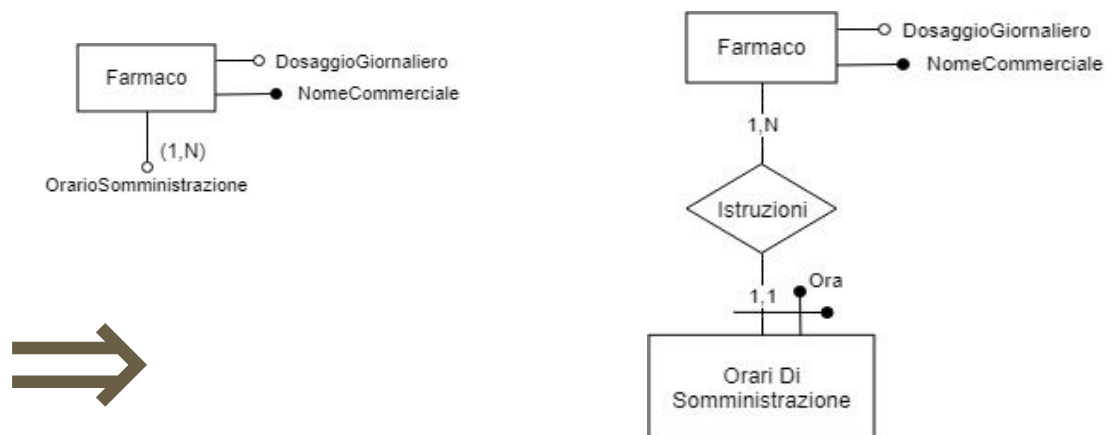 Farmaco
DosaggioGiornaliero
NomeCommerciale
(1,N)
OrarioSomministrazione
Farmaco
DosaggioGiornaliero
NomeCommerciale
1,N
Istruzioni
Ora
1,1
Orari Di
Somministrazione